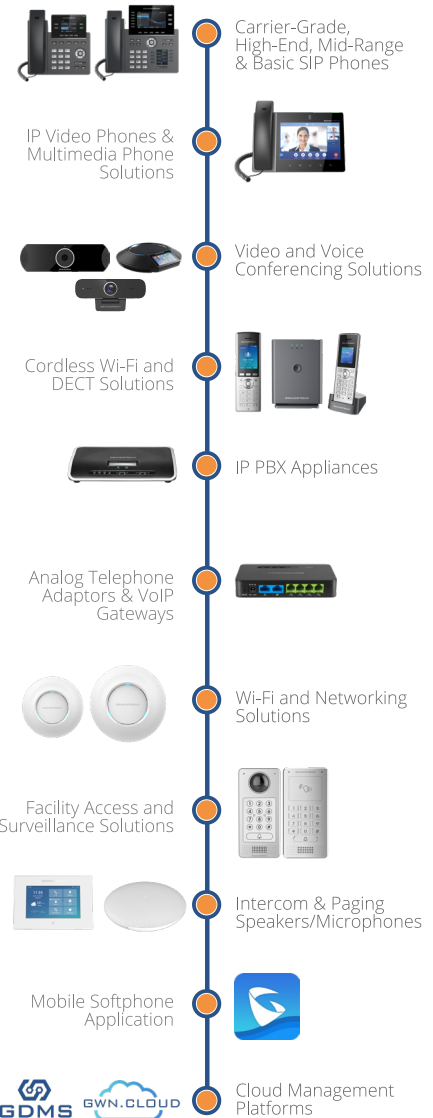 Carrier-Grade,
High-End, Mid-Range
& Basic SIP Phones
IP Video Phones &
Multimedia Phone
Solutions
Video and Voice
Conferencing Solutions
Cordless Wi-Fi and
DECT Solutions
IP PBX Appliances
Analog Telephone
Adaptors & VoIP
Gateways
Wi-Fi and Networking
Solutions
Facility Access and
Surveillance Solutions
Intercom & Paging
Speakers/Microphones
Mobile Softphone
Application
GDMS
GWN.CLOUD
Cloud Management
Platforms